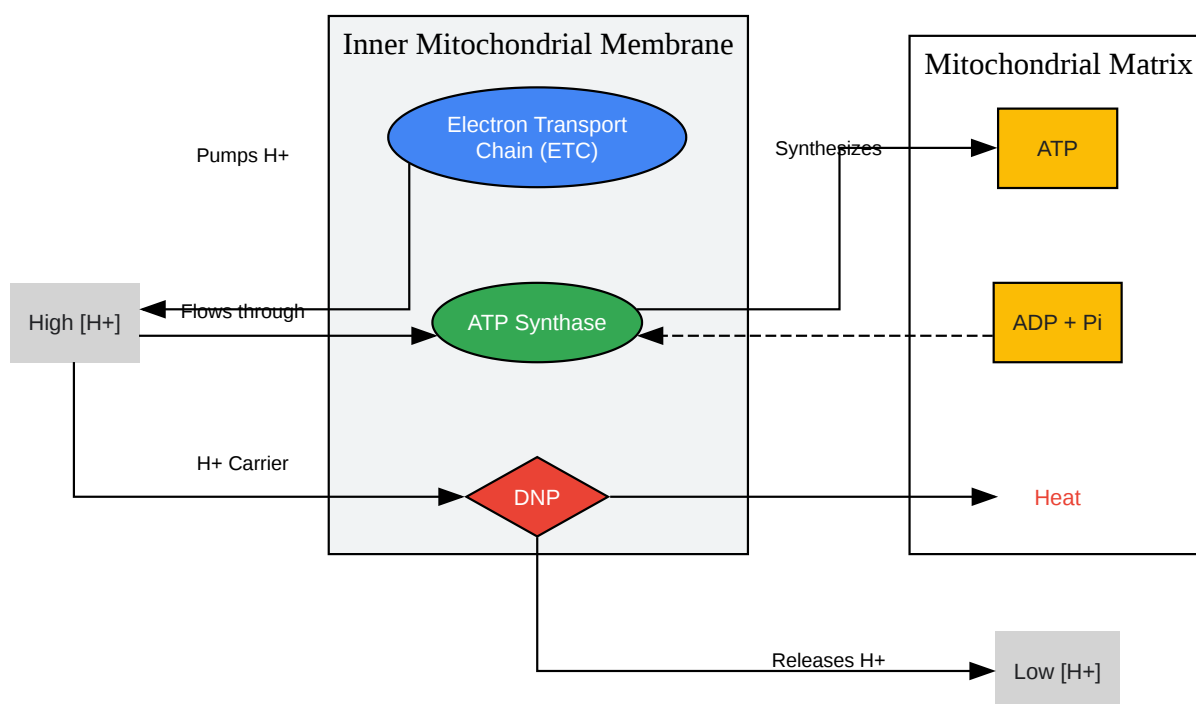 Inner Mitochondrial Membrane
Mitochondrial Matrix
Electron Transport
Chain (ETC)
Pumps H+
Synthesizes
ATP
Flows through
High [H+]
ATP Synthase
ADP + Pi
H+ Carrier
DNP
Heat
Releases H+
Low [H+]